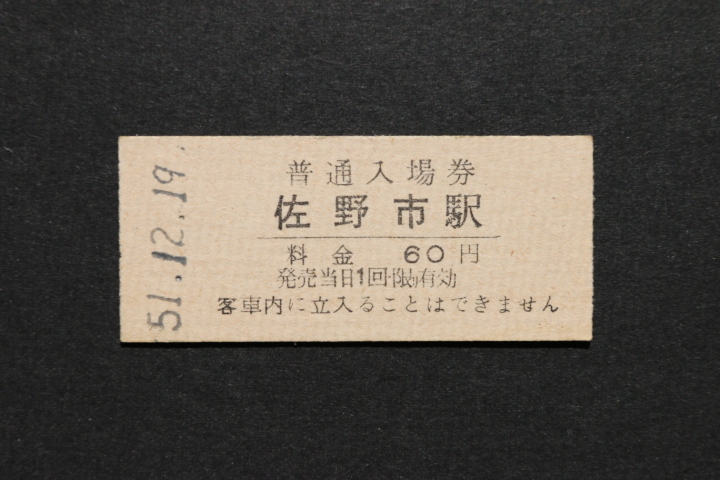 51.12.19
普通入場券
佐野市駅
料金 60円
発売当日1回限り有効
客車内に立入ることはできません